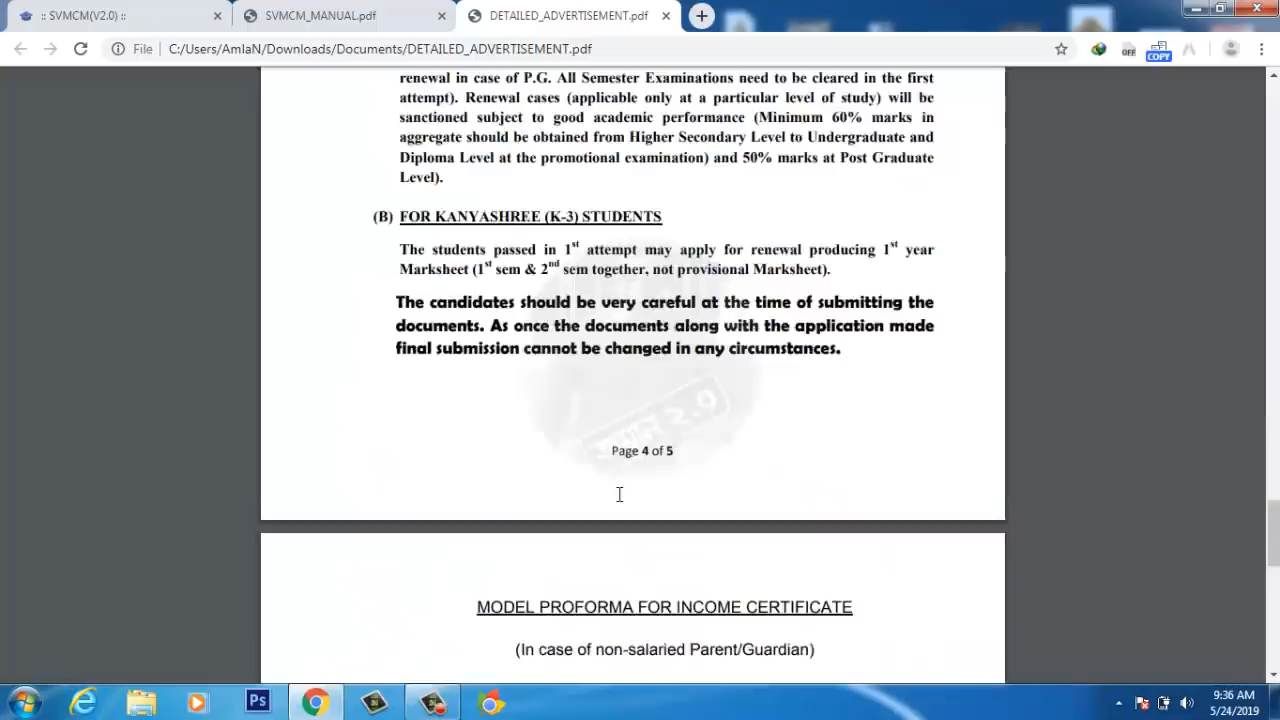 :: SVMCM(V2.0) ::
SVMCM_MANUAL.pdf
DETAILED_ADVERTISEMENT.pdf
File
C:/Users/AmlaN/Downloads/Documents/DETAILED_ADVERTISEMENT.pdf
OFF
COPY
renewal in case of P.G. All Semester Examinations need to be cleared in the first
attempt). Renewal cases (applicable only at a particular level of study) will be
sanctioned subject to good academic performance (Minimum 60% marks in
aggregate should be obtained from Higher Secondary Level to Undergraduate and
Diploma Level at the promotional examination) and 50% marks at Post Graduate
Level).
(B) FOR KANYASHREE (K-3) STUDENTS
The students passed in 1st attempt may apply for renewal producing 1st year
Marksheet (1st sem & 2nd sem together, not provisional Marksheet).
The candidates should be very careful at the time of submitting the
documents. As once the documents along with the application made
final submission cannot be changed in any circumstances.
2.0
Page 4 of 5
MODEL PROFORMA FOR INCOME CERTIFICATE
(In case of non-salaried Parent/Guardian)
Ps
9:36 AM
5/24/2019